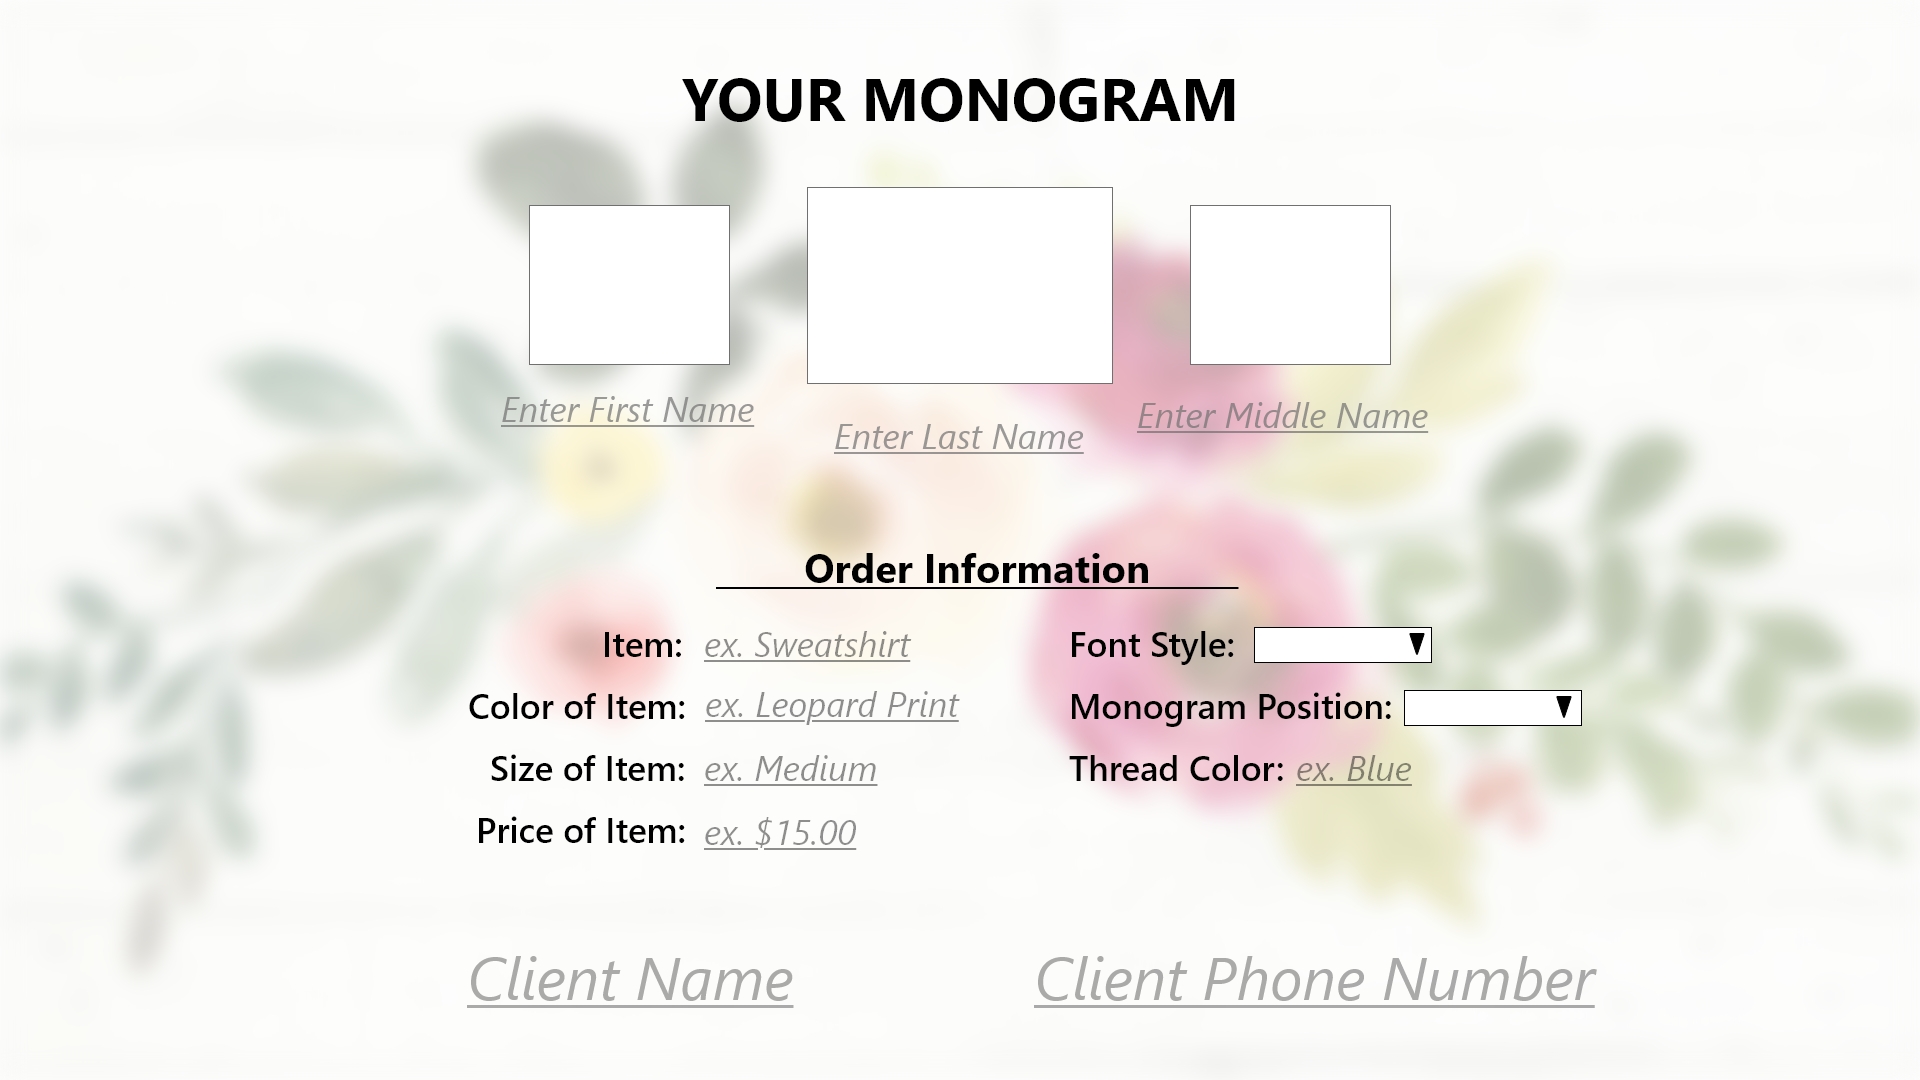 YOUR MONOGRAM
Enter First Name
Enter Last Name
Enter Middle Name
Order Information
Item: ex. Sweatshirt
Color of Item: ex. Leopard Print
Size of Item: ex. Medium
Price of Item: ex. $15.00
Font Style:
Monogram Position:
Thread Color: ex. Blue
Client Name
Client Phone Number